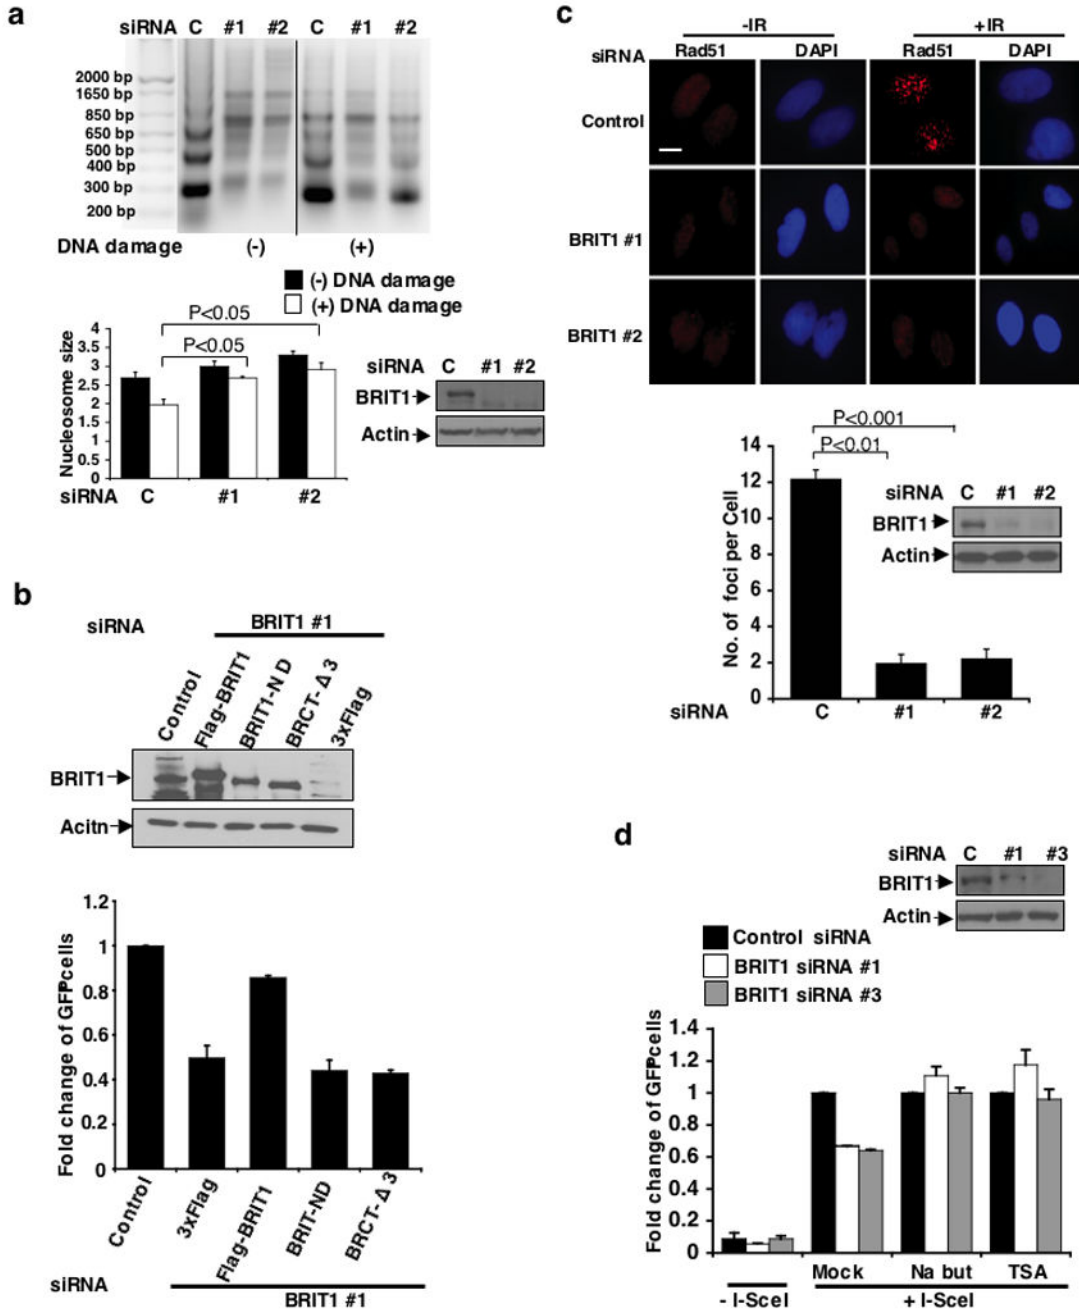 a
siRNA C #1 #2 C #1 #2
2000 bp
1650 bp
850 bp
650 bp
500 bp
400 bp
300 bp
200 bp
DNA damage (-) (+)
(-) DNA damage
(+) DNA damage
P<0.05
P<0.05
Nucleosome size
4
3.5
3
2.5
2
1.5
1
.5
0
siRNA C #1 #2
siRNA
C #1 #2
BRIT1
Actin
b
siRNA BRIT1 #1
Control
Flag-BRIT1
BRIT1-ND
BRCT-Δ3
3xFlag
BRIT1
Acitn
Fold change of GFPcells
1.2
1
0.8
0.6
0.4
0.2
0
Control
3xFlag
Flag-BRIT1
BRIT-ND
BRCT-Δ3
siRNA
BRIT1 #1
c
-IR +IR
siRNA Rad51 DAPI Rad51 DAPI
Control
BRIT1 #1
BRIT1 #2
P<0.001
P<0.01
No. of foci per Cell
14
12
10
8
6
4
2
0
siRNA C #1 #2
siRNA C #1 #2
BRIT1
Actin
d
siRNA C #1 #3
BRIT1
Actin
Control siRNA
BRIT1 siRNA #1
BRIT1 siRNA #3
Fold change of GFPcells
1.4
1.2
1
0.8
0.6
0.4
0.2
0
Mock Na but TSA
- I-SceI + I-SceI